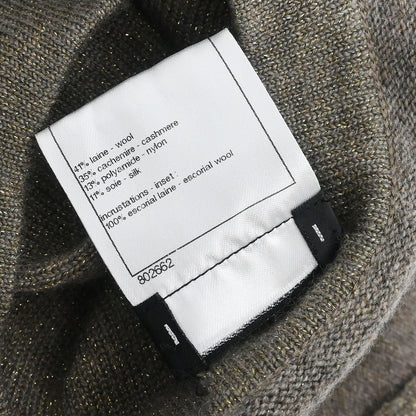 41% laine - wool
35% cachemire - cashmere
13% polyamide - nylon
11% soie - silk
incrustations - inset :
100% escorial laine - escorial wool
802662